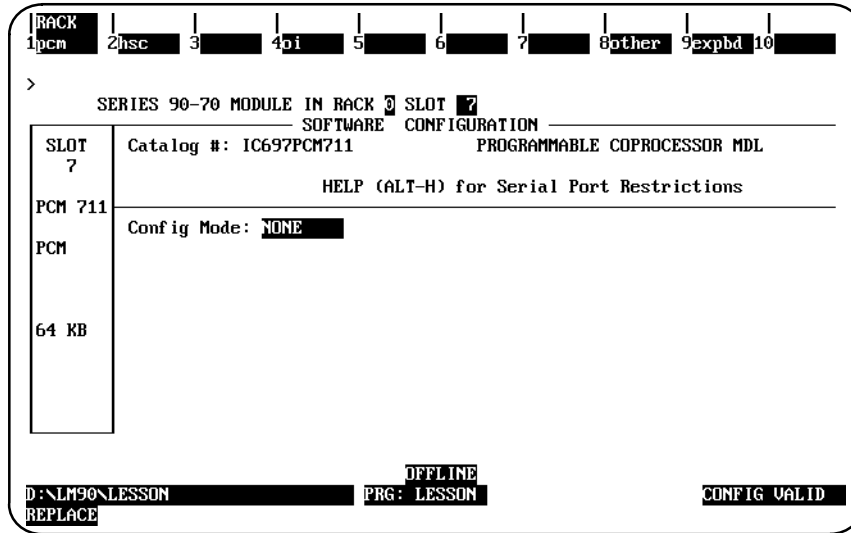 RACK
1pcm 2hsc 3 4oi 5 6 7 8other 9expbd 10
>
SERIES 90-70 MODULE IN RACK 0 SLOT 7
SOFTWARE CONFIGURATION
SLOT Catalog #: IC697PCM711 PROGRAMMABLE COPROCESSOR MDL
7
HELP (ALT-H) for Serial Port Restrictions
PCM 711
Config Mode: NONE
PCM
64 KB
OFFLINE
D:\LM90\LESSON PRG: LESSON CONFIG VALID
REPLACE